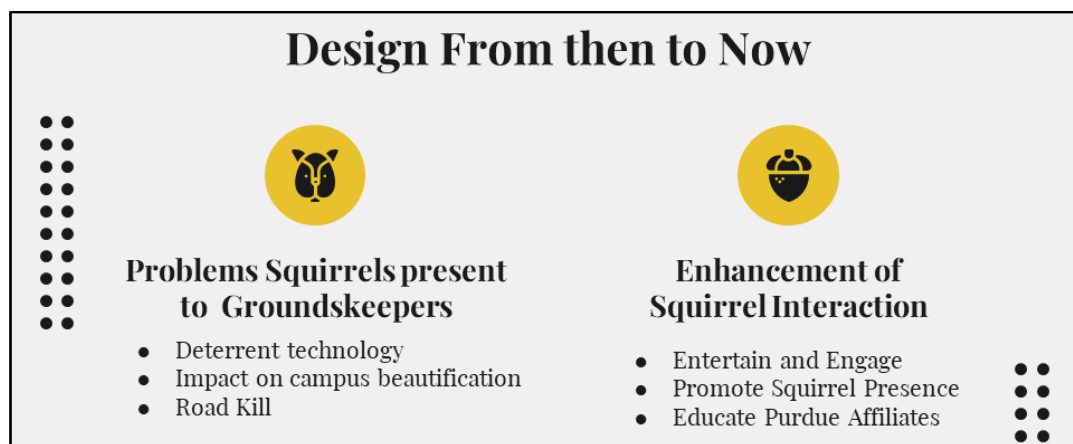 Design From then to Now
Problems Squirrels present
to Groundskeepers
● Deterrent technology
● Impact on campus beautification
● Road Kill
Enhancement of
Squirrel Interaction
● Entertain and Engage
● Promote Squirrel Presence
● Educate Purdue Affiliates